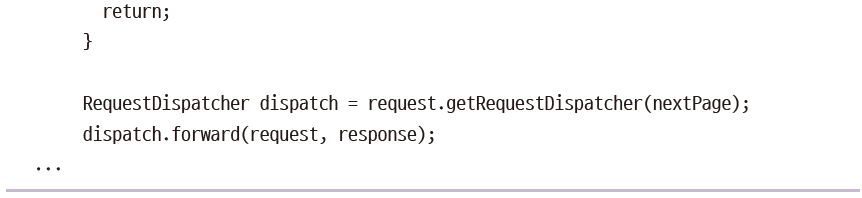 return;
}
RequestDispatcher dispatch = request.getRequestDispatcher(nextPage);
dispatch.forward(request, response);
...